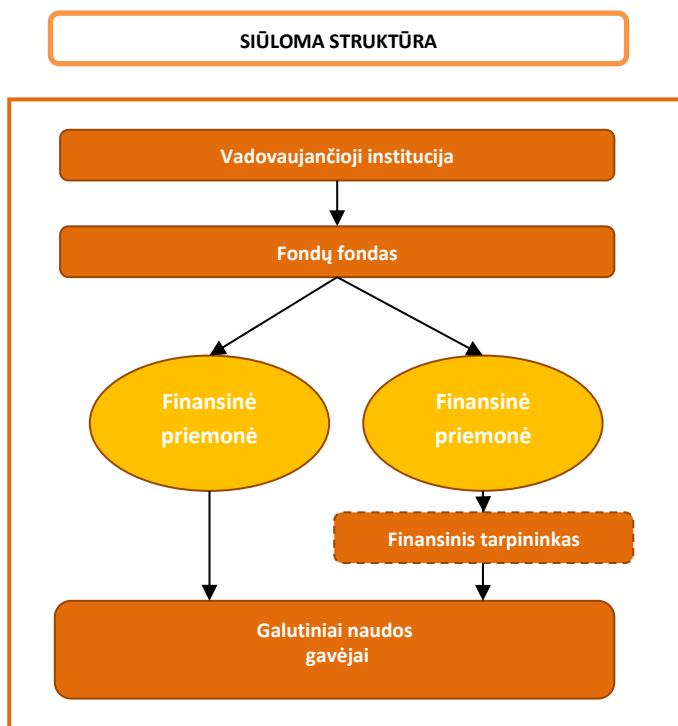 SIŪLOMA STRUKTŪRA
Vadovaujančioji institucija
Fondų fondas
Finansinė
priemonė
Finansinė
priemonė
Finansinis tarpininkas
Galutiniai naudos
gavėjai